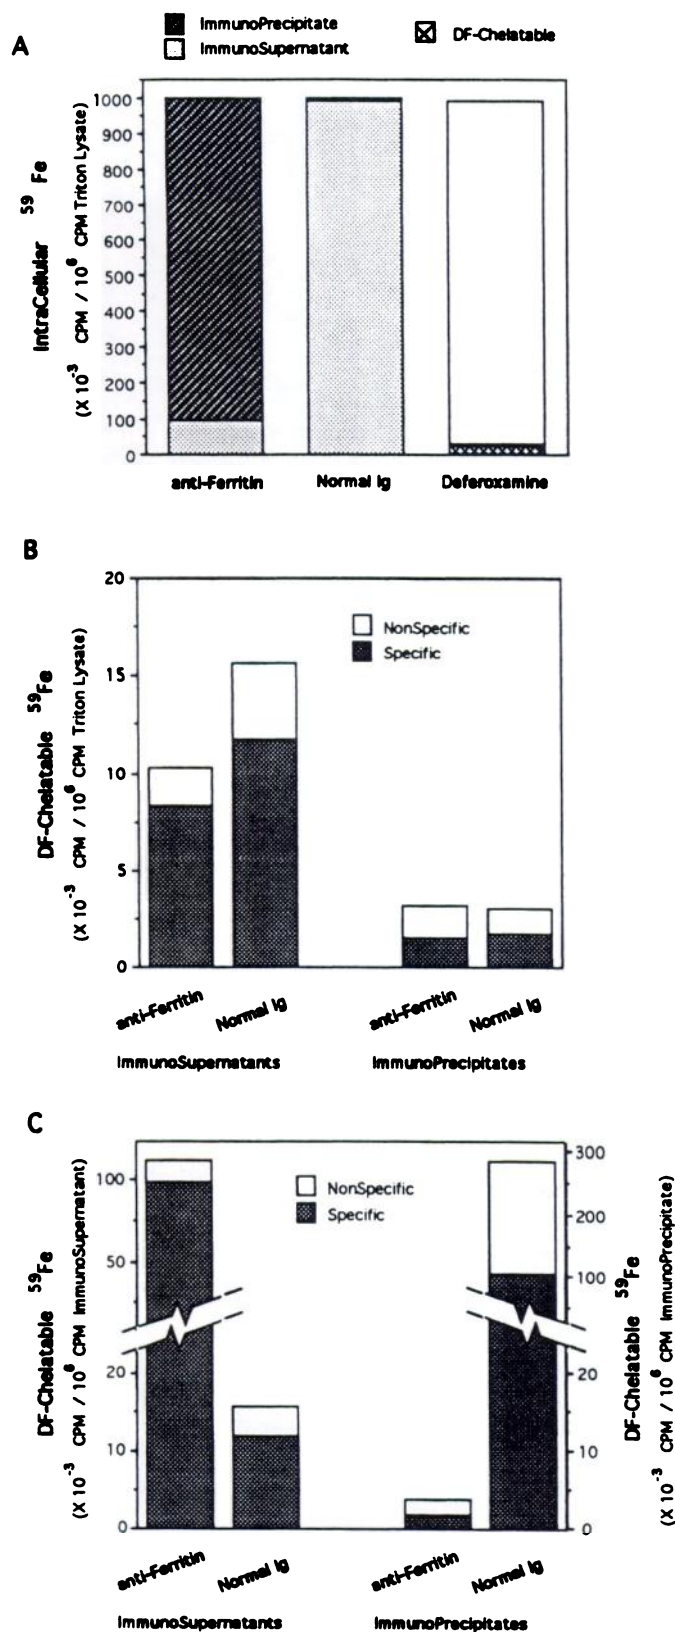 A
ImmunoPrecipitate
ImmunoSupernatant
DF-Chelatable
IntraCellular 59 Fe
(X 10-3 CPM / 106 CPM Triton Lysate)
1000
900
800
700
600
500
400
300
200
100
0
anti-Ferritin Normal Ig Deferoxamine
B
DF-Chelatable 59Fe
(X 10-3 CPM / 106 CPM Triton Lysate)
20
15
10
5
0
NonSpecific
Specific
anti-Ferritin Normal Ig anti-Ferritin Normal Ig
ImmunoSupernatants ImmunoPrecipitates
C
DF-Chelatable 59Fe
(X 10-3 CPM / 106 CPM ImmunoSupernatant)
100
50
20
10
0
NonSpecific
Specific
300
200
100
20
10
0
DF-Chelatable 59Fe
(X 10-3 CPM / 106 CPM ImmunoPrecipitate)
anti-Ferritin Normal Ig anti-Ferritin Normal Ig
ImmunoSupernatants ImmunoPrecipitates